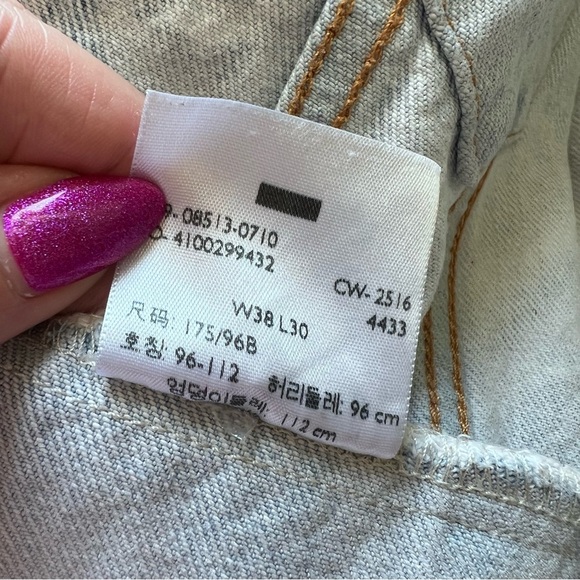 - 08513-0710
- 4100299432
CW- 2516
4433
W38 L30
尺码: 175/96B
호칭: 96-112
허리둘레: 96 cm
엉덩이둘레: 112 cm